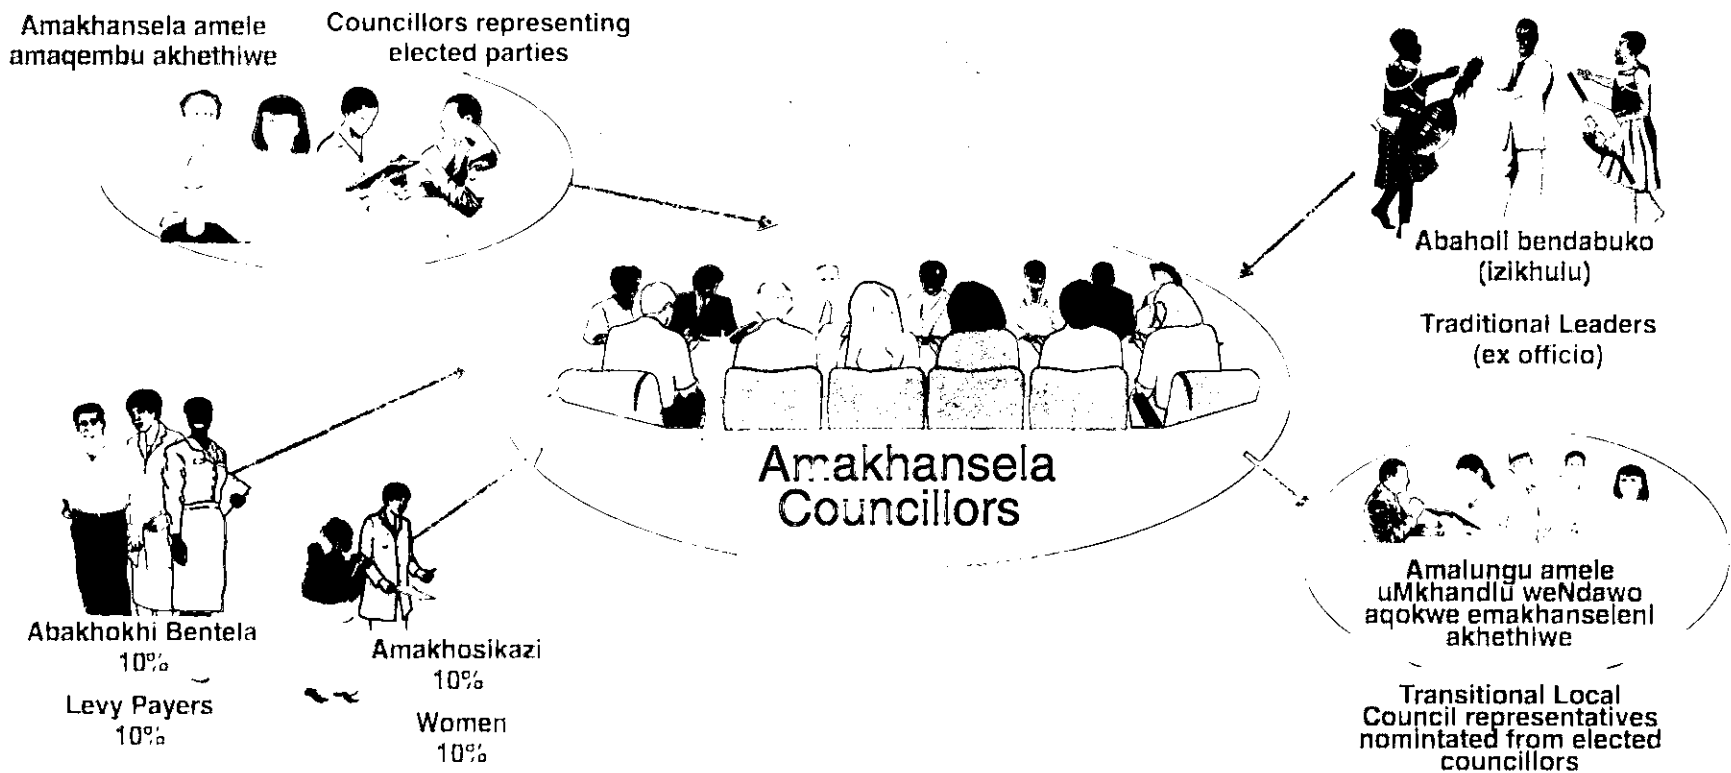 Amakhansela amele
amaqembu akhethiwe
Councillors representing
elected parties
Abaholi bendabuko
(izikhulu)
Traditional Leaders
(ex officio)
Amakhansela
Councillors
Abakhokhi Bentela
10%
Levy Payers
10%
Amakhosikazi
10%
Women
10%
Amalungu amele
uMkhandlu weNdawo
aqokwe emakhanseleni
akhethiwe
Transitional Local
Council representatives
nomintated from elected
councillors